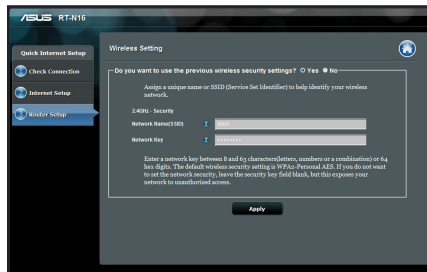 ASUS RT-N16
Quick Internet Setup
Check Connection
Internet Setup
Router Setup
Wireless Setting
Do you want to use the previous wireless security settings? Yes No
Assign a unique name or SSID (Service Set Identifier) to help identify your wireless
network.
2.4GHz - Security
Network Name(SSID) ASUS
Network Key ********
Enter a network key between 8 and 63 characters(letters, numbers or a combination) or 64
hex digits. The default wireless security setting is WPA2-Personal AES. If you do not want
to set the network security, leave the security key field blank, but this exposes your
network to unauthorized access.
Apply